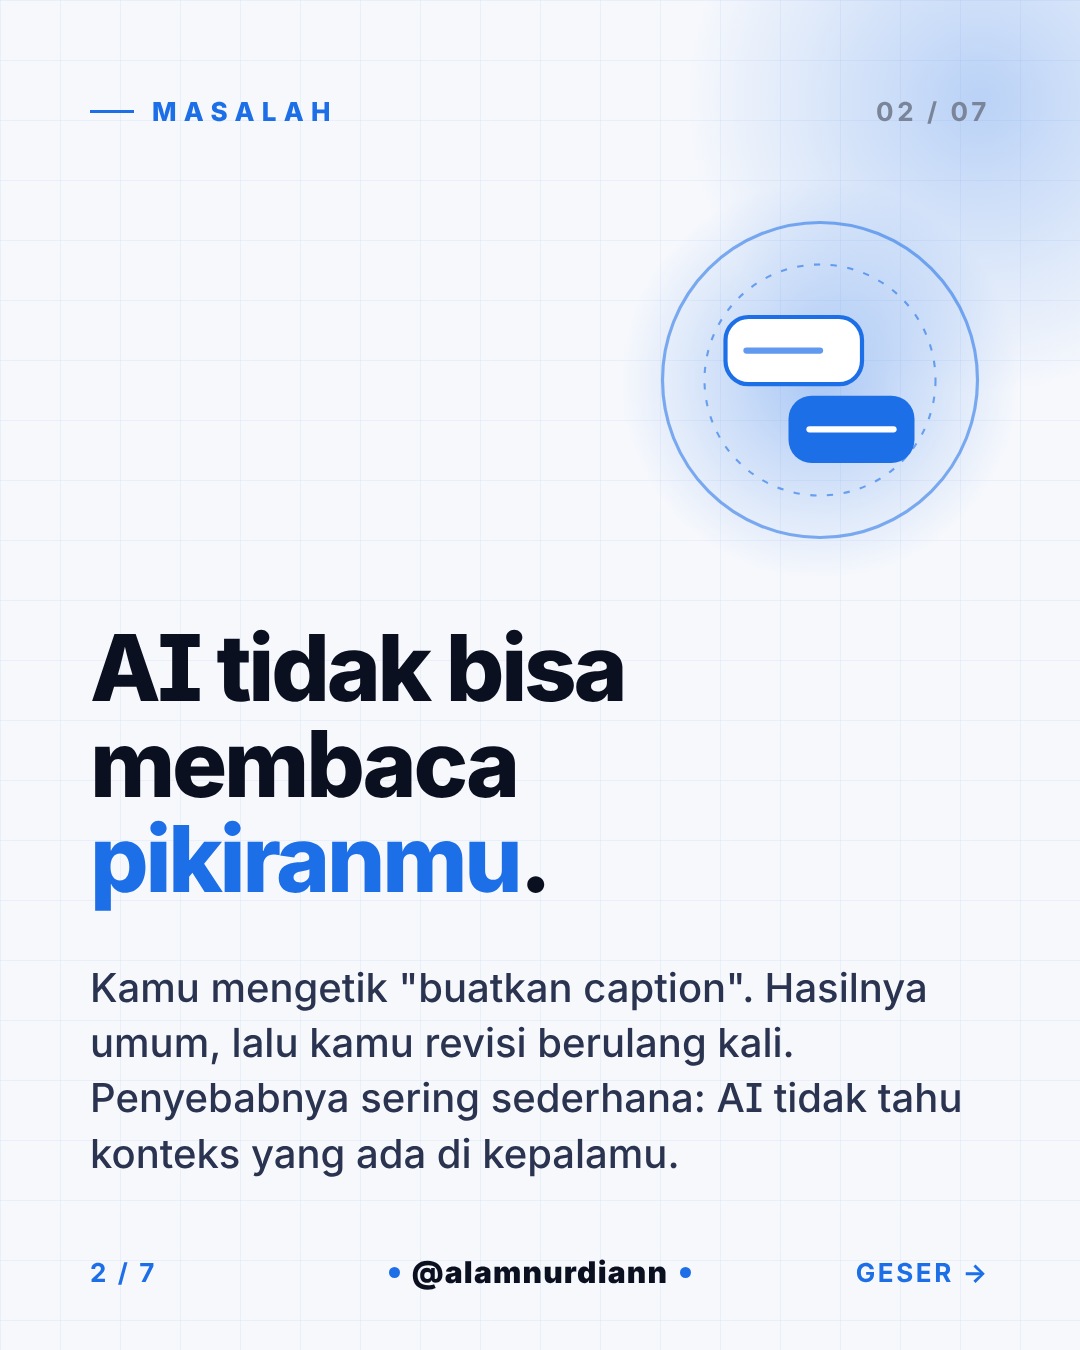 MASALAH
02 / 07
AI tidak bisa
membaca
pikiranmu.
Kamu mengetik "buatkan caption". Hasilnya
umum, lalu kamu revisi berulang kali.
Penyebabnya sering sederhana: AI tidak tahu
konteks yang ada di kepalamu.
2 / 7
@alamnurdiann
GESER →